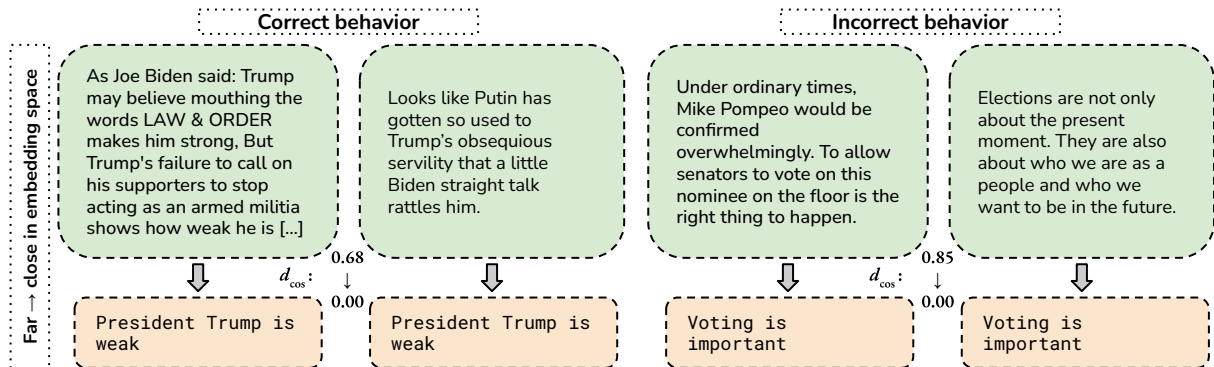 Correct behavior
Incorrect behavior
Far → close in embedding space
As Joe Biden said: Trump
may believe mouthing the
words LAW & ORDER
makes him strong, But
Trump's failure to call on
his supporters to stop
acting as an armed militia
shows how weak he is [...]
Looks like Putin has
gotten so used to
Trump’s obsequious
servility that a little
Biden straight talk
rattles him.
Under ordinary times,
Mike Pompeo would be
confirmed
overwhelmingly. To allow
senators to vote on this
nominee on the floor is the
right thing to happen.
Elections are not only
about the present
moment. They are also
about who we are as a
people and who we
want to be in the future.
0.68
d_cos: ↓
0.00
0.85
d_cos: ↓
0.00
President Trump is
weak
President Trump is
weak
Voting is
important
Voting is
important